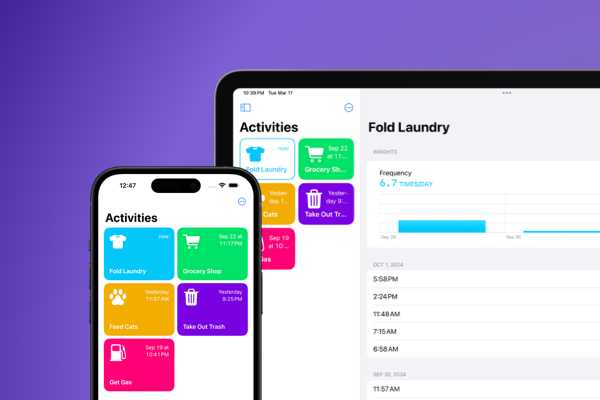 10:39 PM Tue Mar 11
Activities
now
Fold Laundry
Sep 22
at 11:...
Grocery Sh...
Yester-
day 1...
Cats
Yester-
day 9:...
Take Out Tr...
Sep 19
at 10:...
Gas
Fold Laundry
INSIGHTS
Frequency
6.7 TIMES/DAY
Sep 30
OCT 1, 2024
5:58 PM
2:24 PM
11:48 AM
7:15 AM
6:58 AM
SEP 30, 2024
11:57 AM
12:47
Activities
now
Fold Laundry
Sep 22 at
11:17 PM
Grocery Shop
Yesterday
11:57 AM
Feed Cats
Yesterday
9:25 PM
Take Out Trash
Sep 19 at
10:41 PM
Get Gas